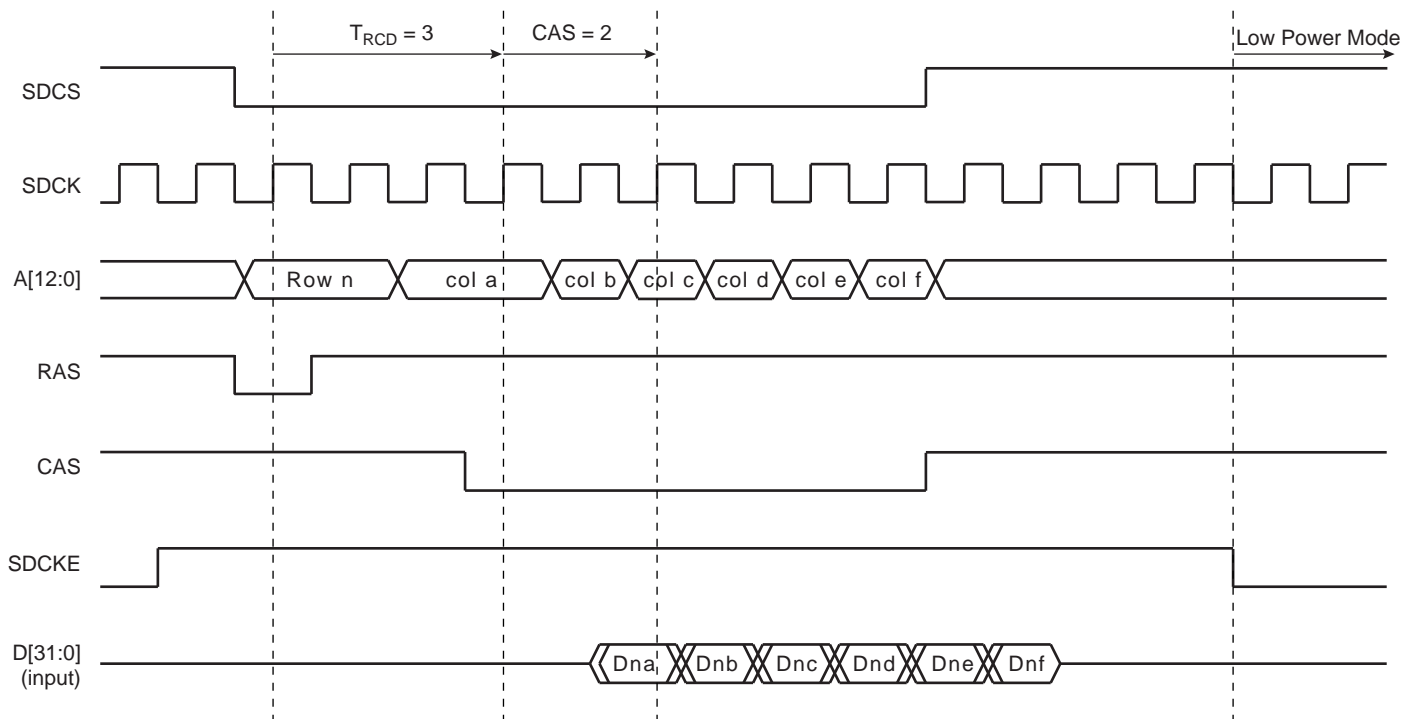 T_RCD = 3
CAS = 2
Low Power Mode
SDCS
SDCK
A[12:0]
Row n
col a
col b
col c
col d
col e
col f
RAS
CAS
SDCKE
D[31:0]
(input)
Dna
Dnb
Dnc
Dnd
Dne
Dnf